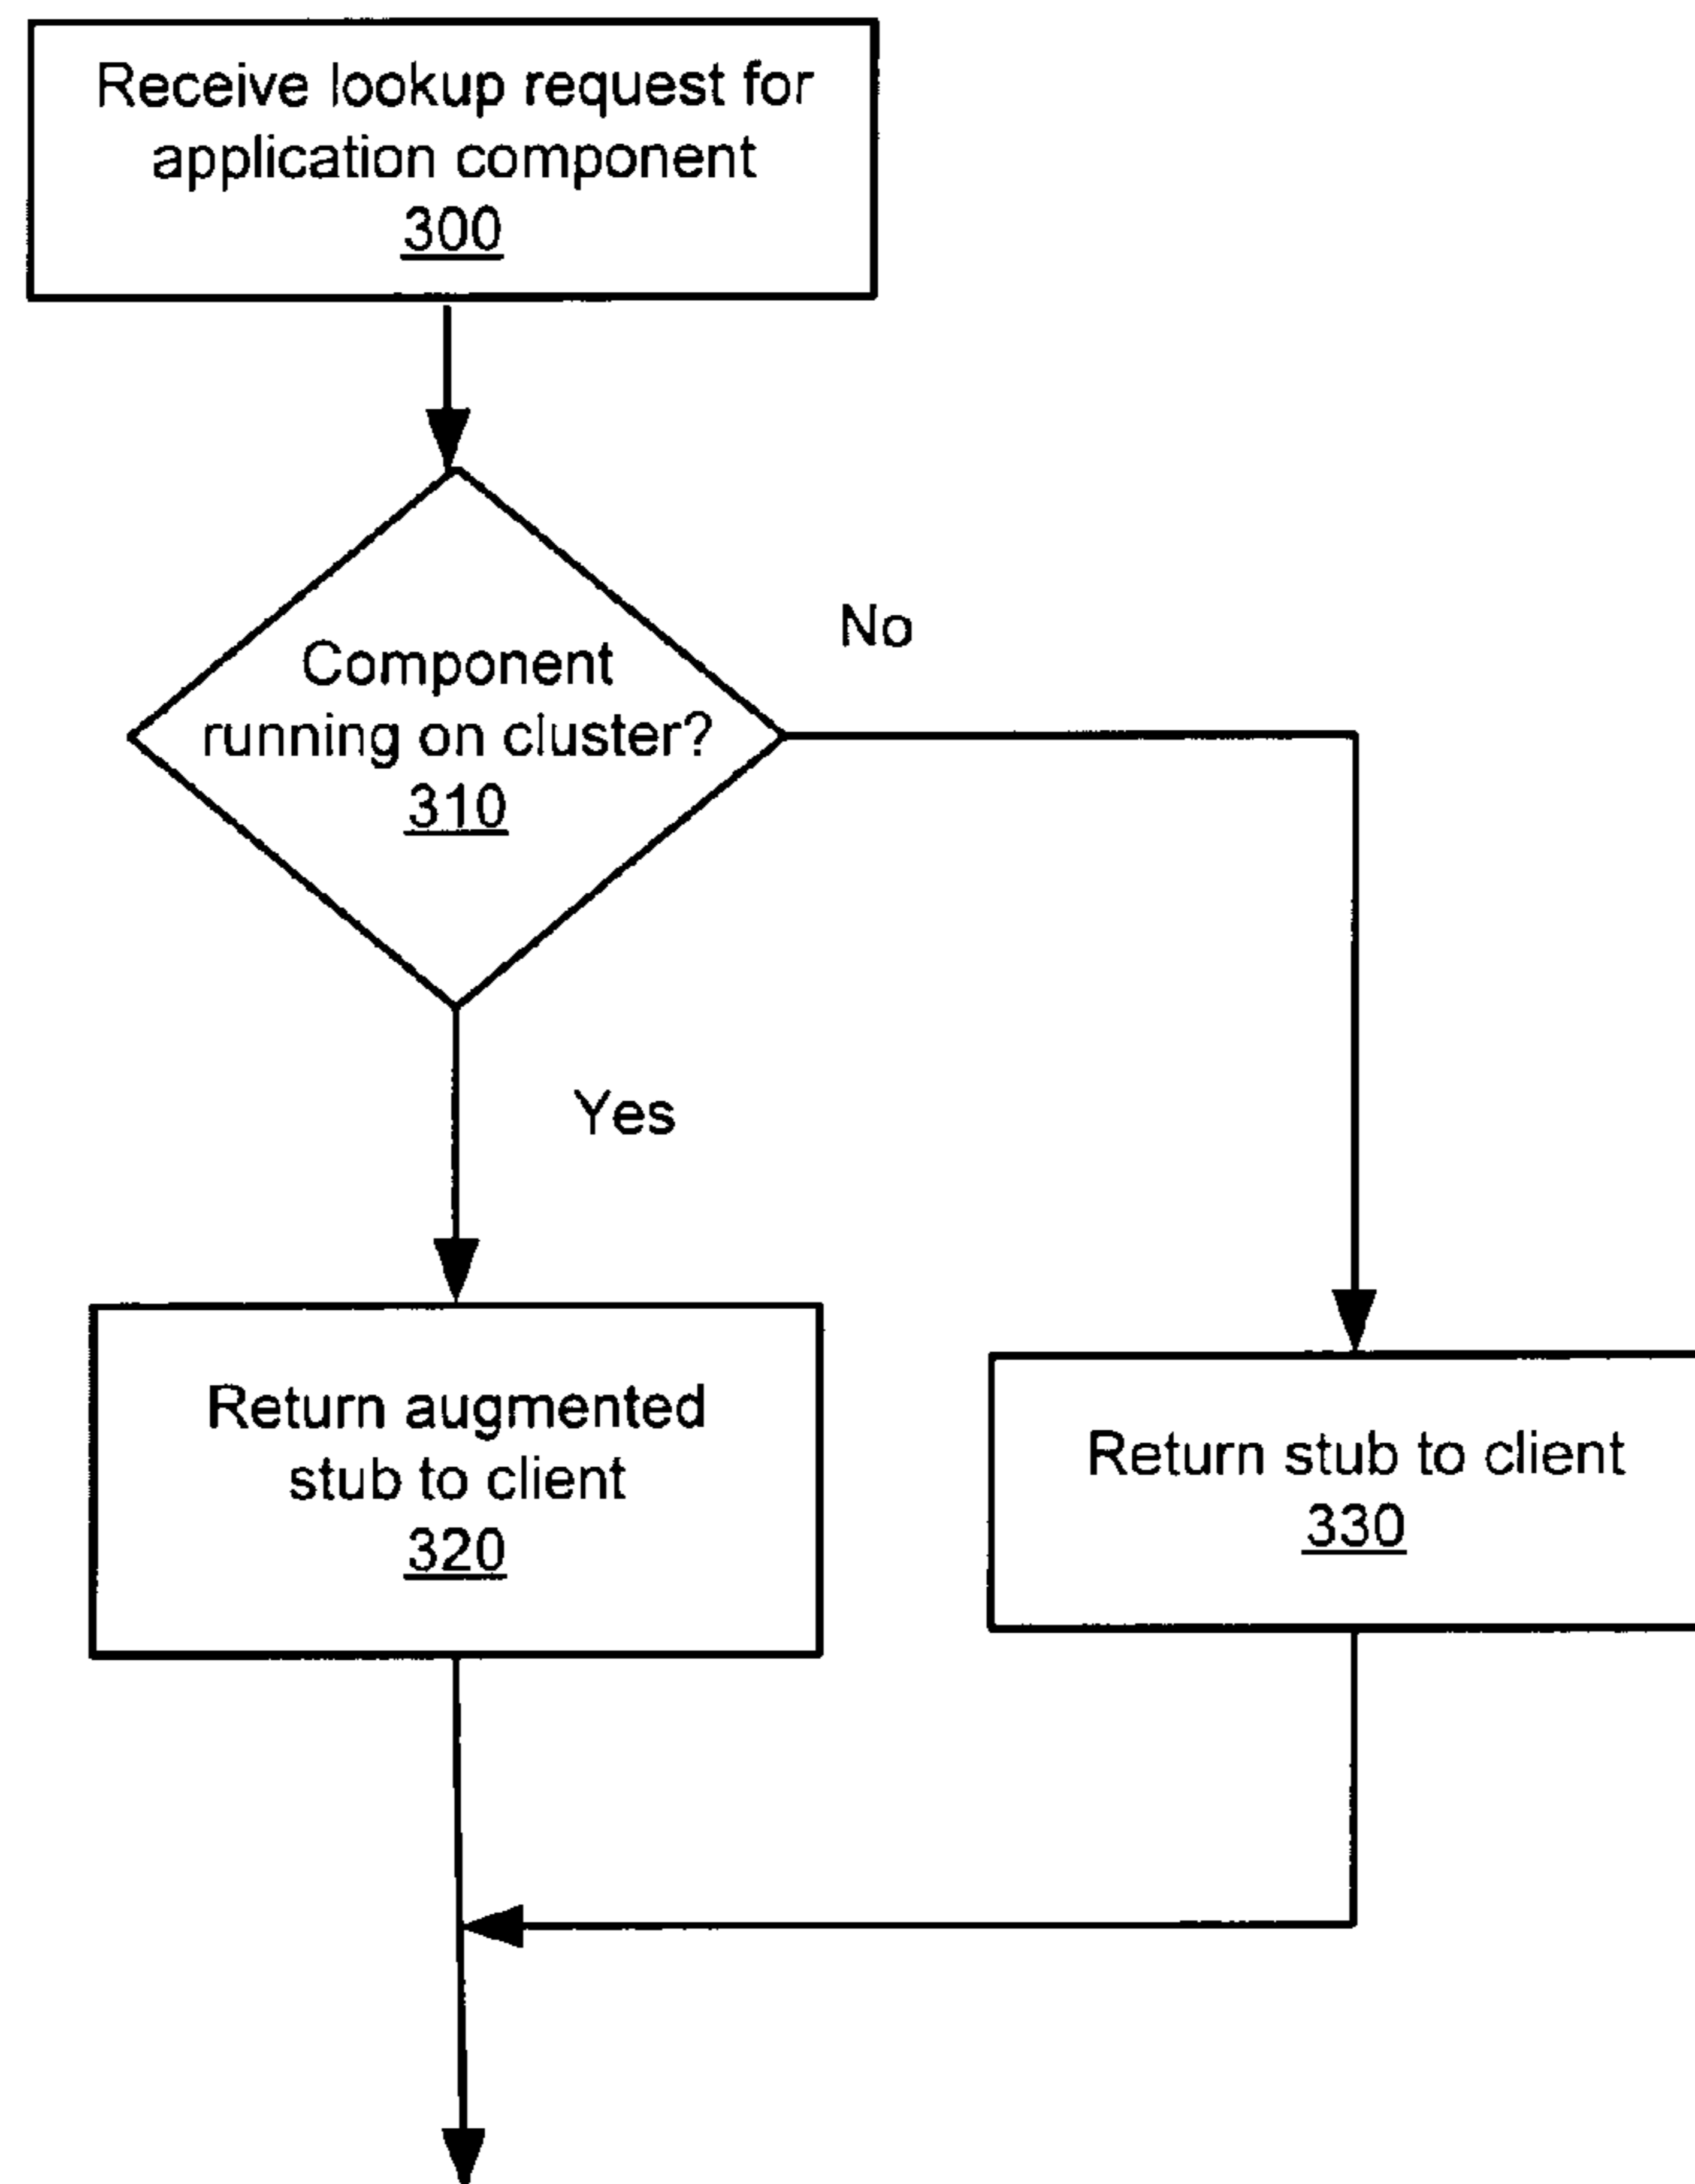 Receive lookup request for
application component
300
No
Component
running on cluster?
310
Yes
Return augmented
stub to client
320
Return stub to client
330